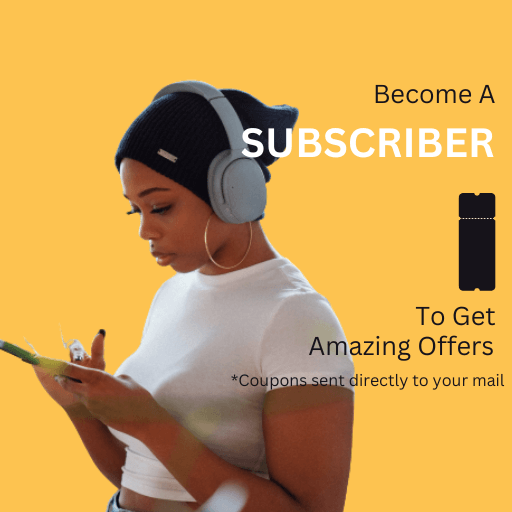 Become A
SUBSCRIBER
To Get
Amazing Offers
*Coupons sent directly to your mail